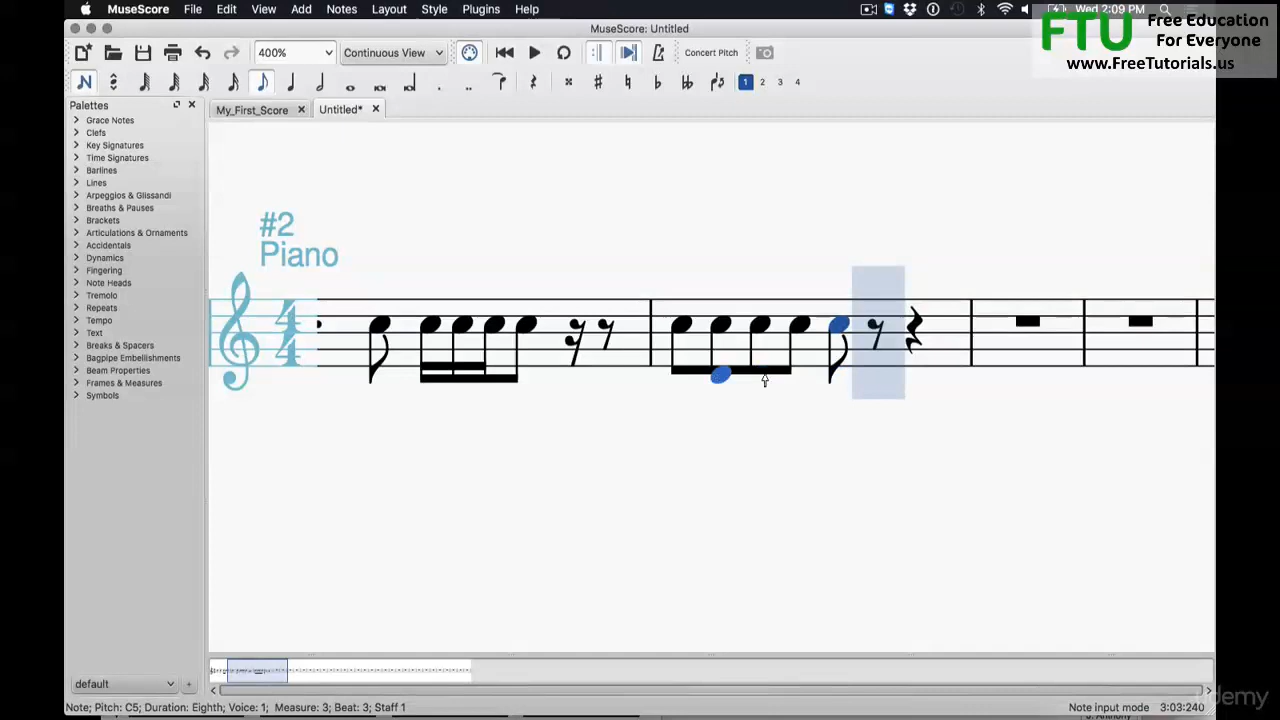 MuseScore File Edit View Layout Add Notes Style Plugins Help Wed 2:09 PM
FTU Free Education For Everyone
www.FreeTutorials.us
MuseScore: Untitled
400% Continuous View Concert Pitch
1 2 3 4
Palettes
My_First_Score Untitled*
Grace Notes
Clefs
Key Signatures
Time Signatures
Barlines
Lines
Arpeggios & Glissandi
Breaths & Pauses
Brackets
Articulations & Ornaments
Accidentals
Dynamics
Fingering
Note Heads
Tremolo
Repeats
Tempo
Text
Breaks & Spacers
Bagpipe Embellishments
Beam Properties
Frames & Measures
Symbols
#2
Piano
4
4
default
Note; Pitch: C5; Duration: Eighth; Voice: 1; Measure: 3; Beat: 3; Staff 1
Note input mode 3:03:240
udemy